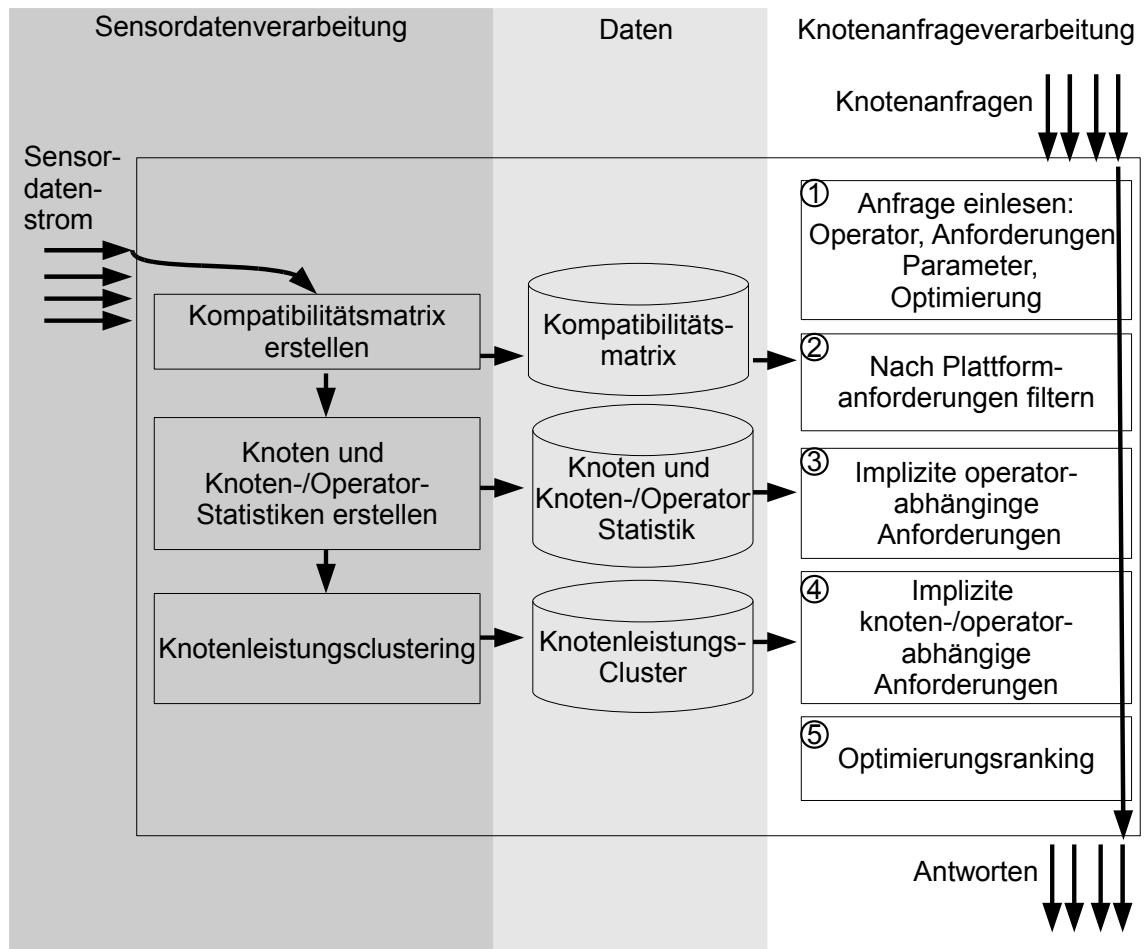 Sensordatenverarbeitung
Daten
Knotenanfrageverarbeitung
Knotenanfragen
Sensor-
daten-
strom
Kompatibilitätsmatrix
erstellen
Knoten und
Knoten-/Operator-
Statistiken erstellen
Knotenleistungsclustering
Kompatibilitäts-
matrix
Knoten und
Knoten-/Operator
Statistik
Knotenleistungs-
Cluster
1
Anfrage einlesen:
Operator, Anforderungen
Parameter,
Optimierung
2
Nach Plattform-
anforderungen filtern
3
Implizite operator-
abhänginge
Anforderungen
4
Implizite
knoten-/operator-
abhängige
Anforderungen
5
Optimierungsranking
Antworten